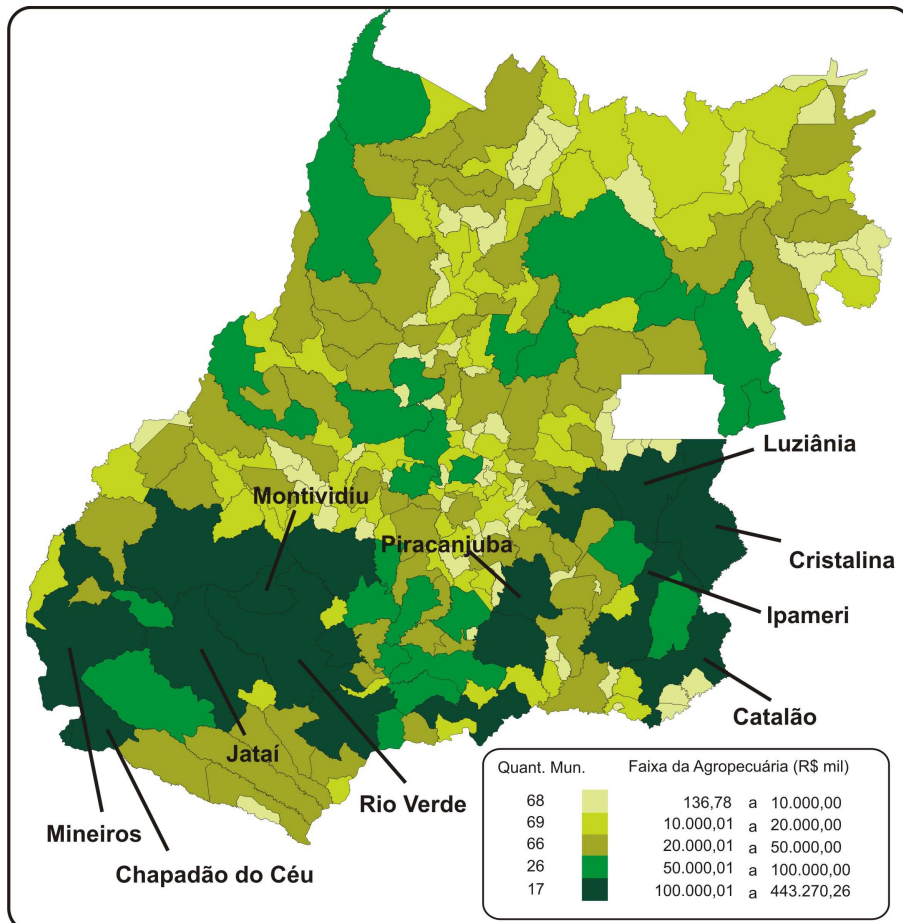 Luziânia
Montividiu
Piracanjuba
Cristalina
Ipameri
Catalão
Jataí
Rio Verde
Mineiros
Chapadão do Céu
Quant. Mun. Faixa da Agropecuária (R$ mil)
68 136,78 a 10.000,00
69 10.000,01 a 20.000,00
66 20.000,01 a 50.000,00
26 50.000,01 a 100.000,00
17 100.000,01 a 443.270,26